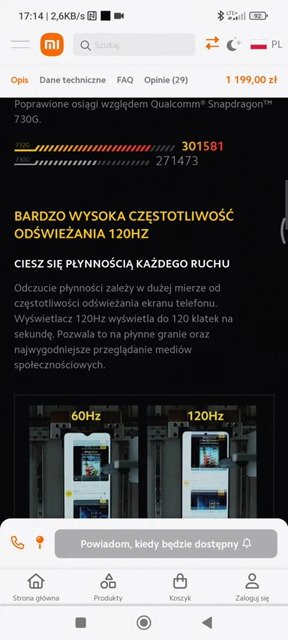 17:14 | 2,6KB/s
LTE+
92
Szukaj
PL
Opis Dane techniczne FAQ Opinie (29) 1 199,00 zł
Poprawione osiągi względem Qualcomm® Snapdragon™
730G.
732G 301581
730G 271473
BARDZO WYSOKA CZĘSTOTLIWOŚĆ
ODŚWIEŻANIA 120HZ
CIESZ SIĘ PŁYNNOŚCIĄ KAŻDEGO RUCHU
Odczucie płynności zależy w dużej mierze od
częstotliwości odświeżania ekranu telefonu.
Wyświetlacz 120Hz wyświetla do 120 klatek na
sekundę. Pozwala to na płynne granie oraz
najwygodniejsze przeglądanie mediów
społecznościowych.
60Hz 120Hz
Powiadom, kiedy będzie dostępny
Strona główna Produkty Koszyk Zaloguj się